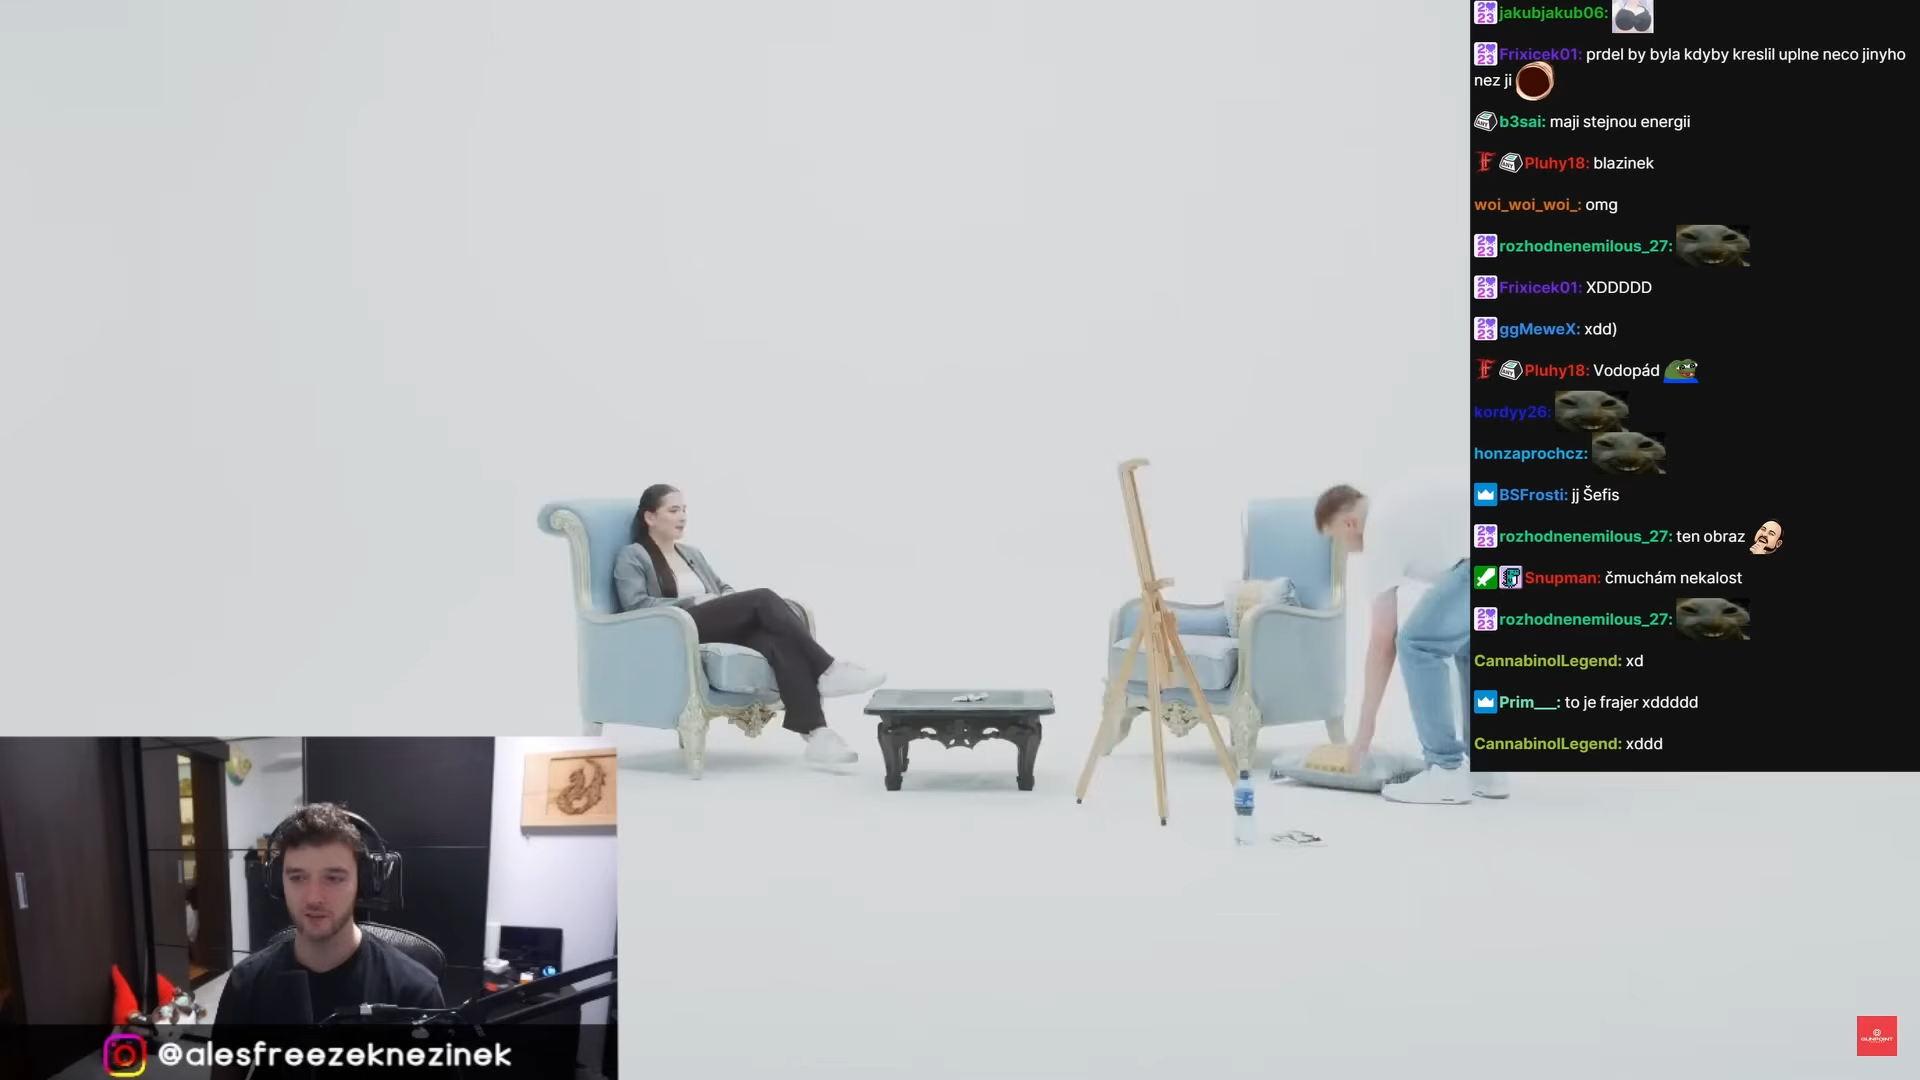 jakubjakub06:
Frixicek01: prdel by byla kdyby kreslil uplne neco jinyho
nez ji
b3sai: maji stejnou energii
Pluhy18: blazinek
woi_woi_woi_: omg
rozhodnenemilous_27:
Frixicek01: XDDDDD
ggMeweX: xdd)
Pluhy18: Vodopád
kordyy26:
honzaprochcz:
BSFrosti: jj Šefis
rozhodnenemilous_27: ten obraz
Snupman: čmuchám nekalost
rozhodnenemilous_27:
CannabinolLegend: xd
Prim___: to je frajer xddddd
CannabinolLegend: xddd
@alesfreezeknezinek
GUNPOINT